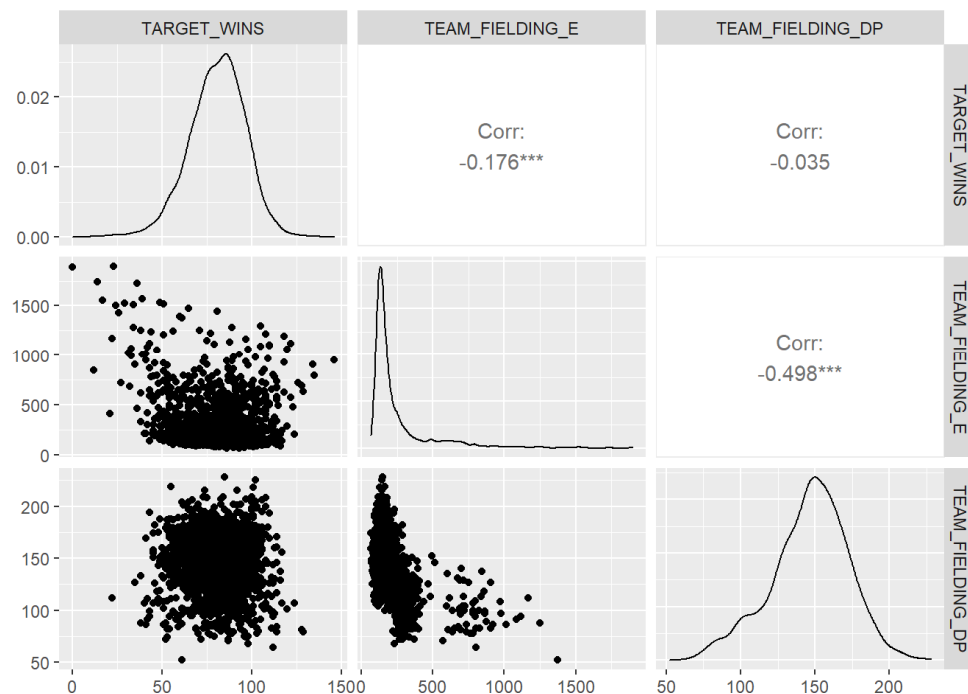 TARGET_WINS TEAM_FIELDING_E TEAM_FIELDING_DP
0.02
0.01
0.00
Corr:
-0.176***
Corr:
-0.035
TARGET_WINS
1500
1000
500
0
Corr:
-0.498***
TEAM_FIELDING_E
200
150
100
50
TEAM_FIELDING_DP
0 50 100 150 0 500 1000 1500 50 100 150 200